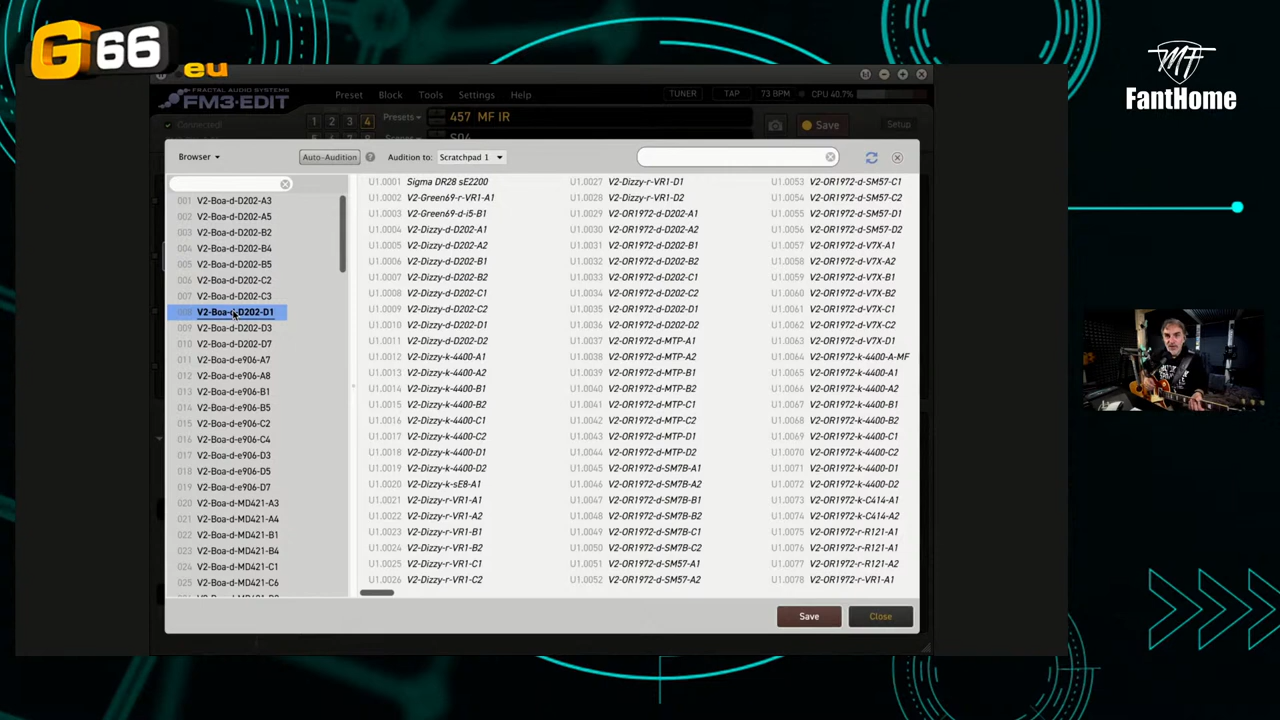 G66
eu
MF
FantHome
FRACTAL AUDIO SYSTEMS
FM3-EDIT
Preset Block Tools Settings Help
TUNER TAP 73 BPM CPU 40.7%
Connected!
1 2 3 4
Presets
457 MF IR
Save
Setup
Scenes
Browser
Auto-Audition ? Audition to: Scratchpad 1
001 V2-Boa-d-D202-A3
002 V2-Boa-d-D202-A5
003 V2-Boa-d-D202-B2
004 V2-Boa-d-D202-B4
005 V2-Boa-d-D202-B5
006 V2-Boa-d-D202-C2
007 V2-Boa-d-D202-C3
008 V2-Boa-d-D202-D1
009 V2-Boa-d-D202-D3
010 V2-Boa-d-D202-D7
011 V2-Boa-d-e906-A7
012 V2-Boa-d-e906-A8
013 V2-Boa-d-e906-B1
014 V2-Boa-d-e906-B5
015 V2-Boa-d-e906-C2
016 V2-Boa-d-e906-C4
017 V2-Boa-d-e906-D3
018 V2-Boa-d-e906-D5
019 V2-Boa-d-e906-D7
020 V2-Boa-d-MD421-A3
021 V2-Boa-d-MD421-A4
022 V2-Boa-d-MD421-B1
023 V2-Boa-d-MD421-B4
024 V2-Boa-d-MD421-C1
025 V2-Boa-d-MD421-C6
U1.0001 Sigma DR28 sE2200
U1.0002 V2-Green69-r-VR1-A1
U1.0003 V2-Green69-d-i5-B1
U1.0004 V2-Dizzy-d-D202-A1
U1.0005 V2-Dizzy-d-D202-A2
U1.0006 V2-Dizzy-d-D202-B1
U1.0007 V2-Dizzy-d-D202-B2
U1.0008 V2-Dizzy-d-D202-C1
U1.0009 V2-Dizzy-d-D202-C2
U1.0010 V2-Dizzy-d-D202-D1
U1.0011 V2-Dizzy-d-D202-D2
U1.0012 V2-Dizzy-k-4400-A1
U1.0013 V2-Dizzy-k-4400-A2
U1.0014 V2-Dizzy-k-4400-B1
U1.0015 V2-Dizzy-k-4400-B2
U1.0016 V2-Dizzy-k-4400-C1
U1.0017 V2-Dizzy-k-4400-C2
U1.0018 V2-Dizzy-k-4400-D1
U1.0019 V2-Dizzy-k-4400-D2
U1.0020 V2-Dizzy-k-sE8-A1
U1.0021 V2-Dizzy-r-VR1-A1
U1.0022 V2-Dizzy-r-VR1-A2
U1.0023 V2-Dizzy-r-VR1-B1
U1.0024 V2-Dizzy-r-VR1-B2
U1.0025 V2-Dizzy-r-VR1-C1
U1.0026 V2-Dizzy-r-VR1-C2
U1.0027 V2-Dizzy-r-VR1-D1
U1.0028 V2-Dizzy-r-VR1-D2
U1.0029 V2-OR1972-d-D202-A1
U1.0030 V2-OR1972-d-D202-A2
U1.0031 V2-OR1972-d-D202-B1
U1.0032 V2-OR1972-d-D202-B2
U1.0033 V2-OR1972-d-D202-C1
U1.0034 V2-OR1972-d-D202-C2
U1.0035 V2-OR1972-d-D202-D1
U1.0036 V2-OR1972-d-D202-D2
U1.0037 V2-OR1972-d-MTP-A1
U1.0038 V2-OR1972-d-MTP-A2
U1.0039 V2-OR1972-d-MTP-B1
U1.0040 V2-OR1972-d-MTP-B2
U1.0041 V2-OR1972-d-MTP-C1
U1.0042 V2-OR1972-d-MTP-C2
U1.0043 V2-OR1972-d-MTP-D1
U1.0044 V2-OR1972-d-MTP-D2
U1.0045 V2-OR1972-d-SM7B-A1
U1.0046 V2-OR1972-d-SM7B-A2
U1.0047 V2-OR1972-d-SM7B-B1
U1.0048 V2-OR1972-d-SM7B-B2
U1.0049 V2-OR1972-d-SM7B-C1
U1.0050 V2-OR1972-d-SM7B-C2
U1.0051 V2-OR1972-d-SM57-A1
U1.0052 V2-OR1972-d-SM57-A2
U1.0053 V2-OR1972-d-SM57-C1
U1.0054 V2-OR1972-d-SM57-C2
U1.0055 V2-OR1972-d-SM57-D1
U1.0056 V2-OR1972-d-SM57-D2
U1.0057 V2-OR1972-d-V7X-A1
U1.0058 V2-OR1972-d-V7X-A2
U1.0059 V2-OR1972-d-V7X-B1
U1.0060 V2-OR1972-d-V7X-B2
U1.0061 V2-OR1972-d-V7X-C1
U1.0062 V2-OR1972-d-V7X-C2
U1.0063 V2-OR1972-d-V7X-D1
U1.0064 V2-OR1972-k-4400-A-MF
U1.0065 V2-OR1972-k-4400-A1
U1.0066 V2-OR1972-k-4400-A2
U1.0067 V2-OR1972-k-4400-B1
U1.0068 V2-OR1972-k-4400-B2
U1.0069 V2-OR1972-k-4400-C1
U1.0070 V2-OR1972-k-4400-C2
U1.0071 V2-OR1972-k-4400-D1
U1.0072 V2-OR1972-k-4400-D2
U1.0073 V2-OR1972-k-C414-A1
U1.0074 V2-OR1972-k-C414-A2
U1.0075 V2-OR1972-r-R121-A1
U1.0076 V2-OR1972-r-R121-A2
U1.0077 V2-OR1972-r-R121-A2
U1.0078 V2-OR1972-r-VR1-A1
Save Close